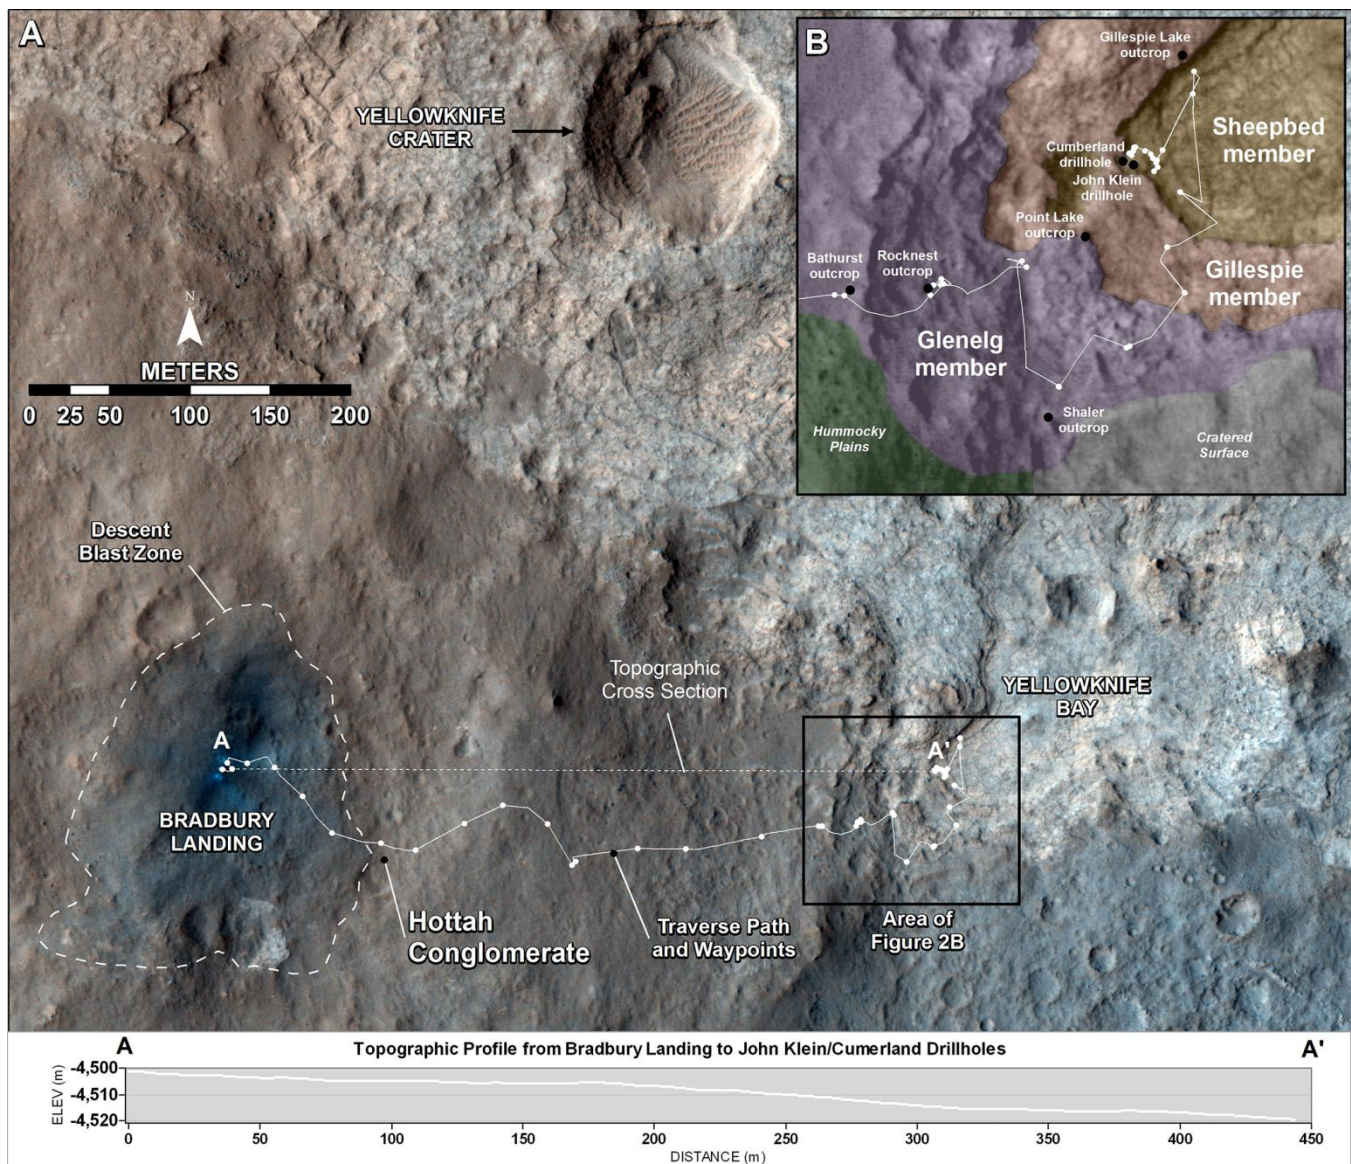 A
YELLOWKNIFE
CRATER
N
METERS
0 25 50 100 150 200
B
Gillespie Lake
outcrop
Sheepbed
member
Cumberland
drillhole
John Klein
drillhole
Point Lake
outcrop
Bathurst
outcrop
Rocknest
outcrop
Gillespie
member
Glenelg
member
Shaler
outcrop
Hummocky
Plains
Cratered
Surface
Descent
Blast Zone
Topographic
Cross Section
YELLOWKNIFE
BAY
A
A'
BRADBURY
LANDING
Hottah
Conglomerate
Traverse Path
and Waypoints
Area of
Figure 2B
A
Topographic Profile from Bradbury Landing to John Klein/Cumerland Drillholes
A'
ELEV (m)
-4,500
-4,510
-4,520
0 50 100 150 200 250 300 350 400 450
DISTANCE (m)